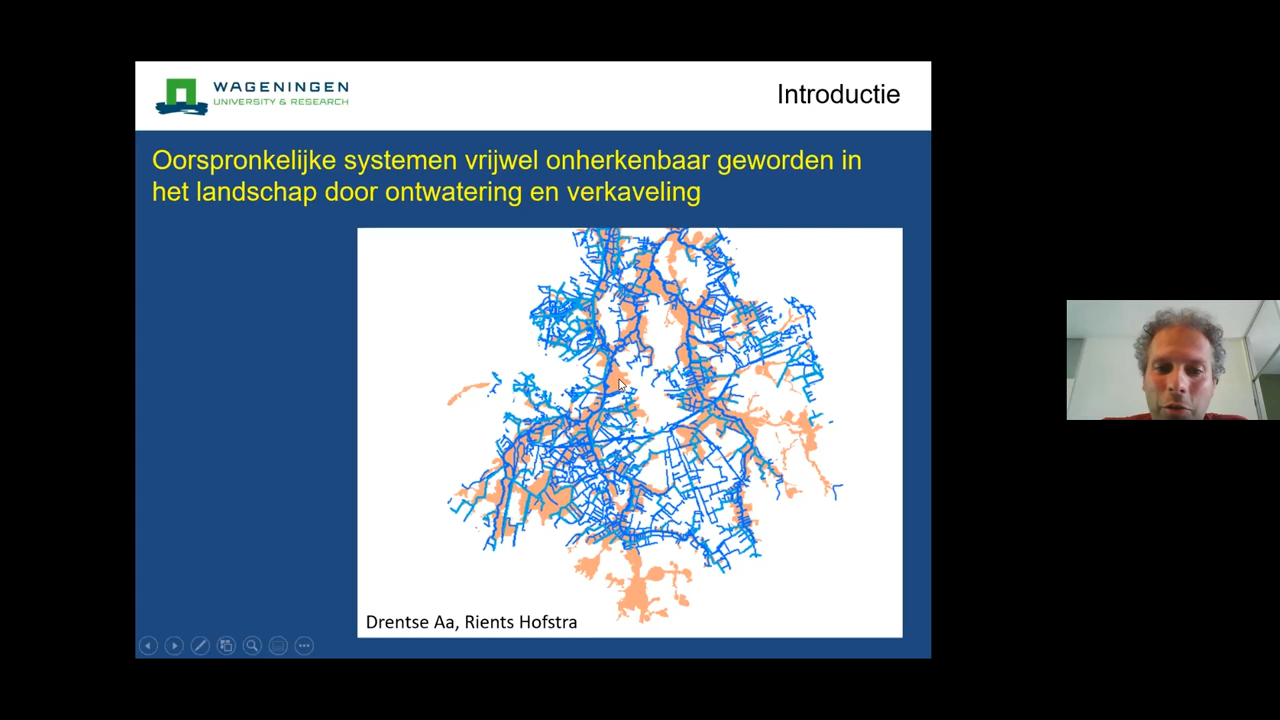 WAGENINGEN
UNIVERSITY & RESEARCH
Introductie
Oorspronkelijke systemen vrijwel onherkenbaar geworden in
het landschap door ontwatering en verkaveling
Drentse Aa, Rients Hofstra